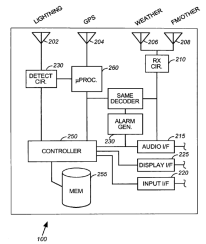 LIGHTNING GPS WEATHER FM/OTHER
202 204 206 208
230 260 210
DETECT CIR. µPROC. RX CIR.
SAME DECODER
ALARM GEN.
230
250 215
CONTROLLER AUDIO I/F
225
DISPLAY I/F
220
255 INPUT I/F
MEM
100